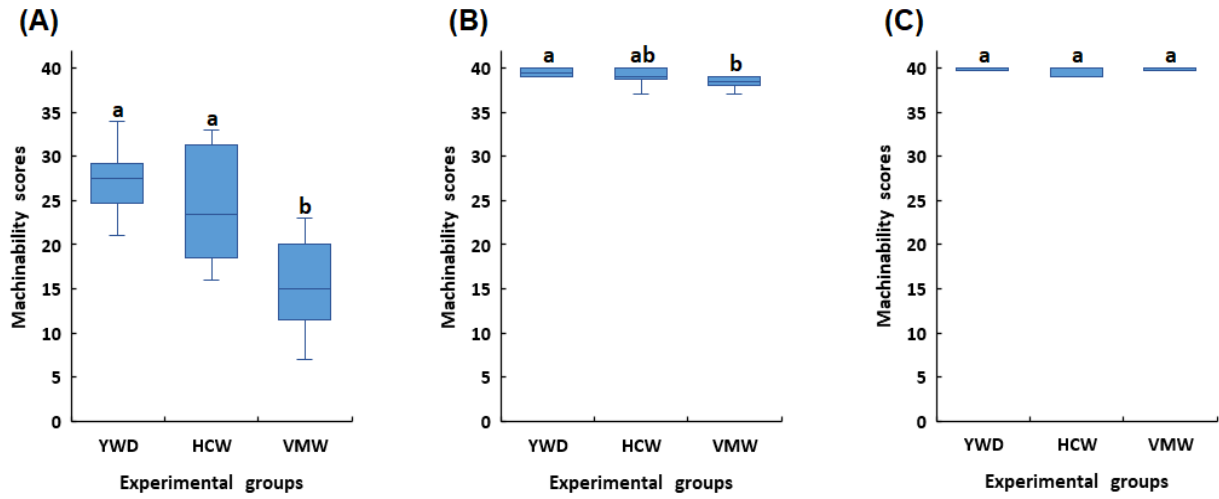 (A)
a
a
b
Machinability scores
40
35
30
25
20
15
10
5
0
YWD HCW VMW
Experimental groups
(B)
a
ab
b
Machinability scores
40
35
30
25
20
15
10
5
0
YWD HCW VMW
Experimental groups
(C)
a
a
a
Machinability scores
40
35
30
25
20
15
10
5
0
YWD HCW VMW
Experimental groups